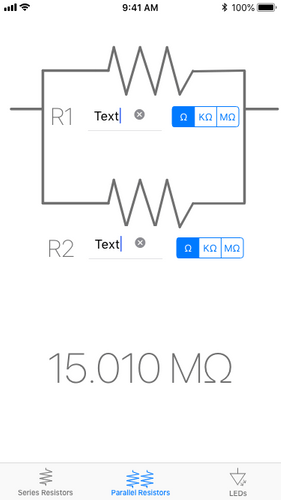 9:41 AM 100%
R1 Text Ω KΩ MΩ
R2 Text Ω KΩ MΩ
15.010 MΩ
Series Resistors Parallel Resistors LEDs